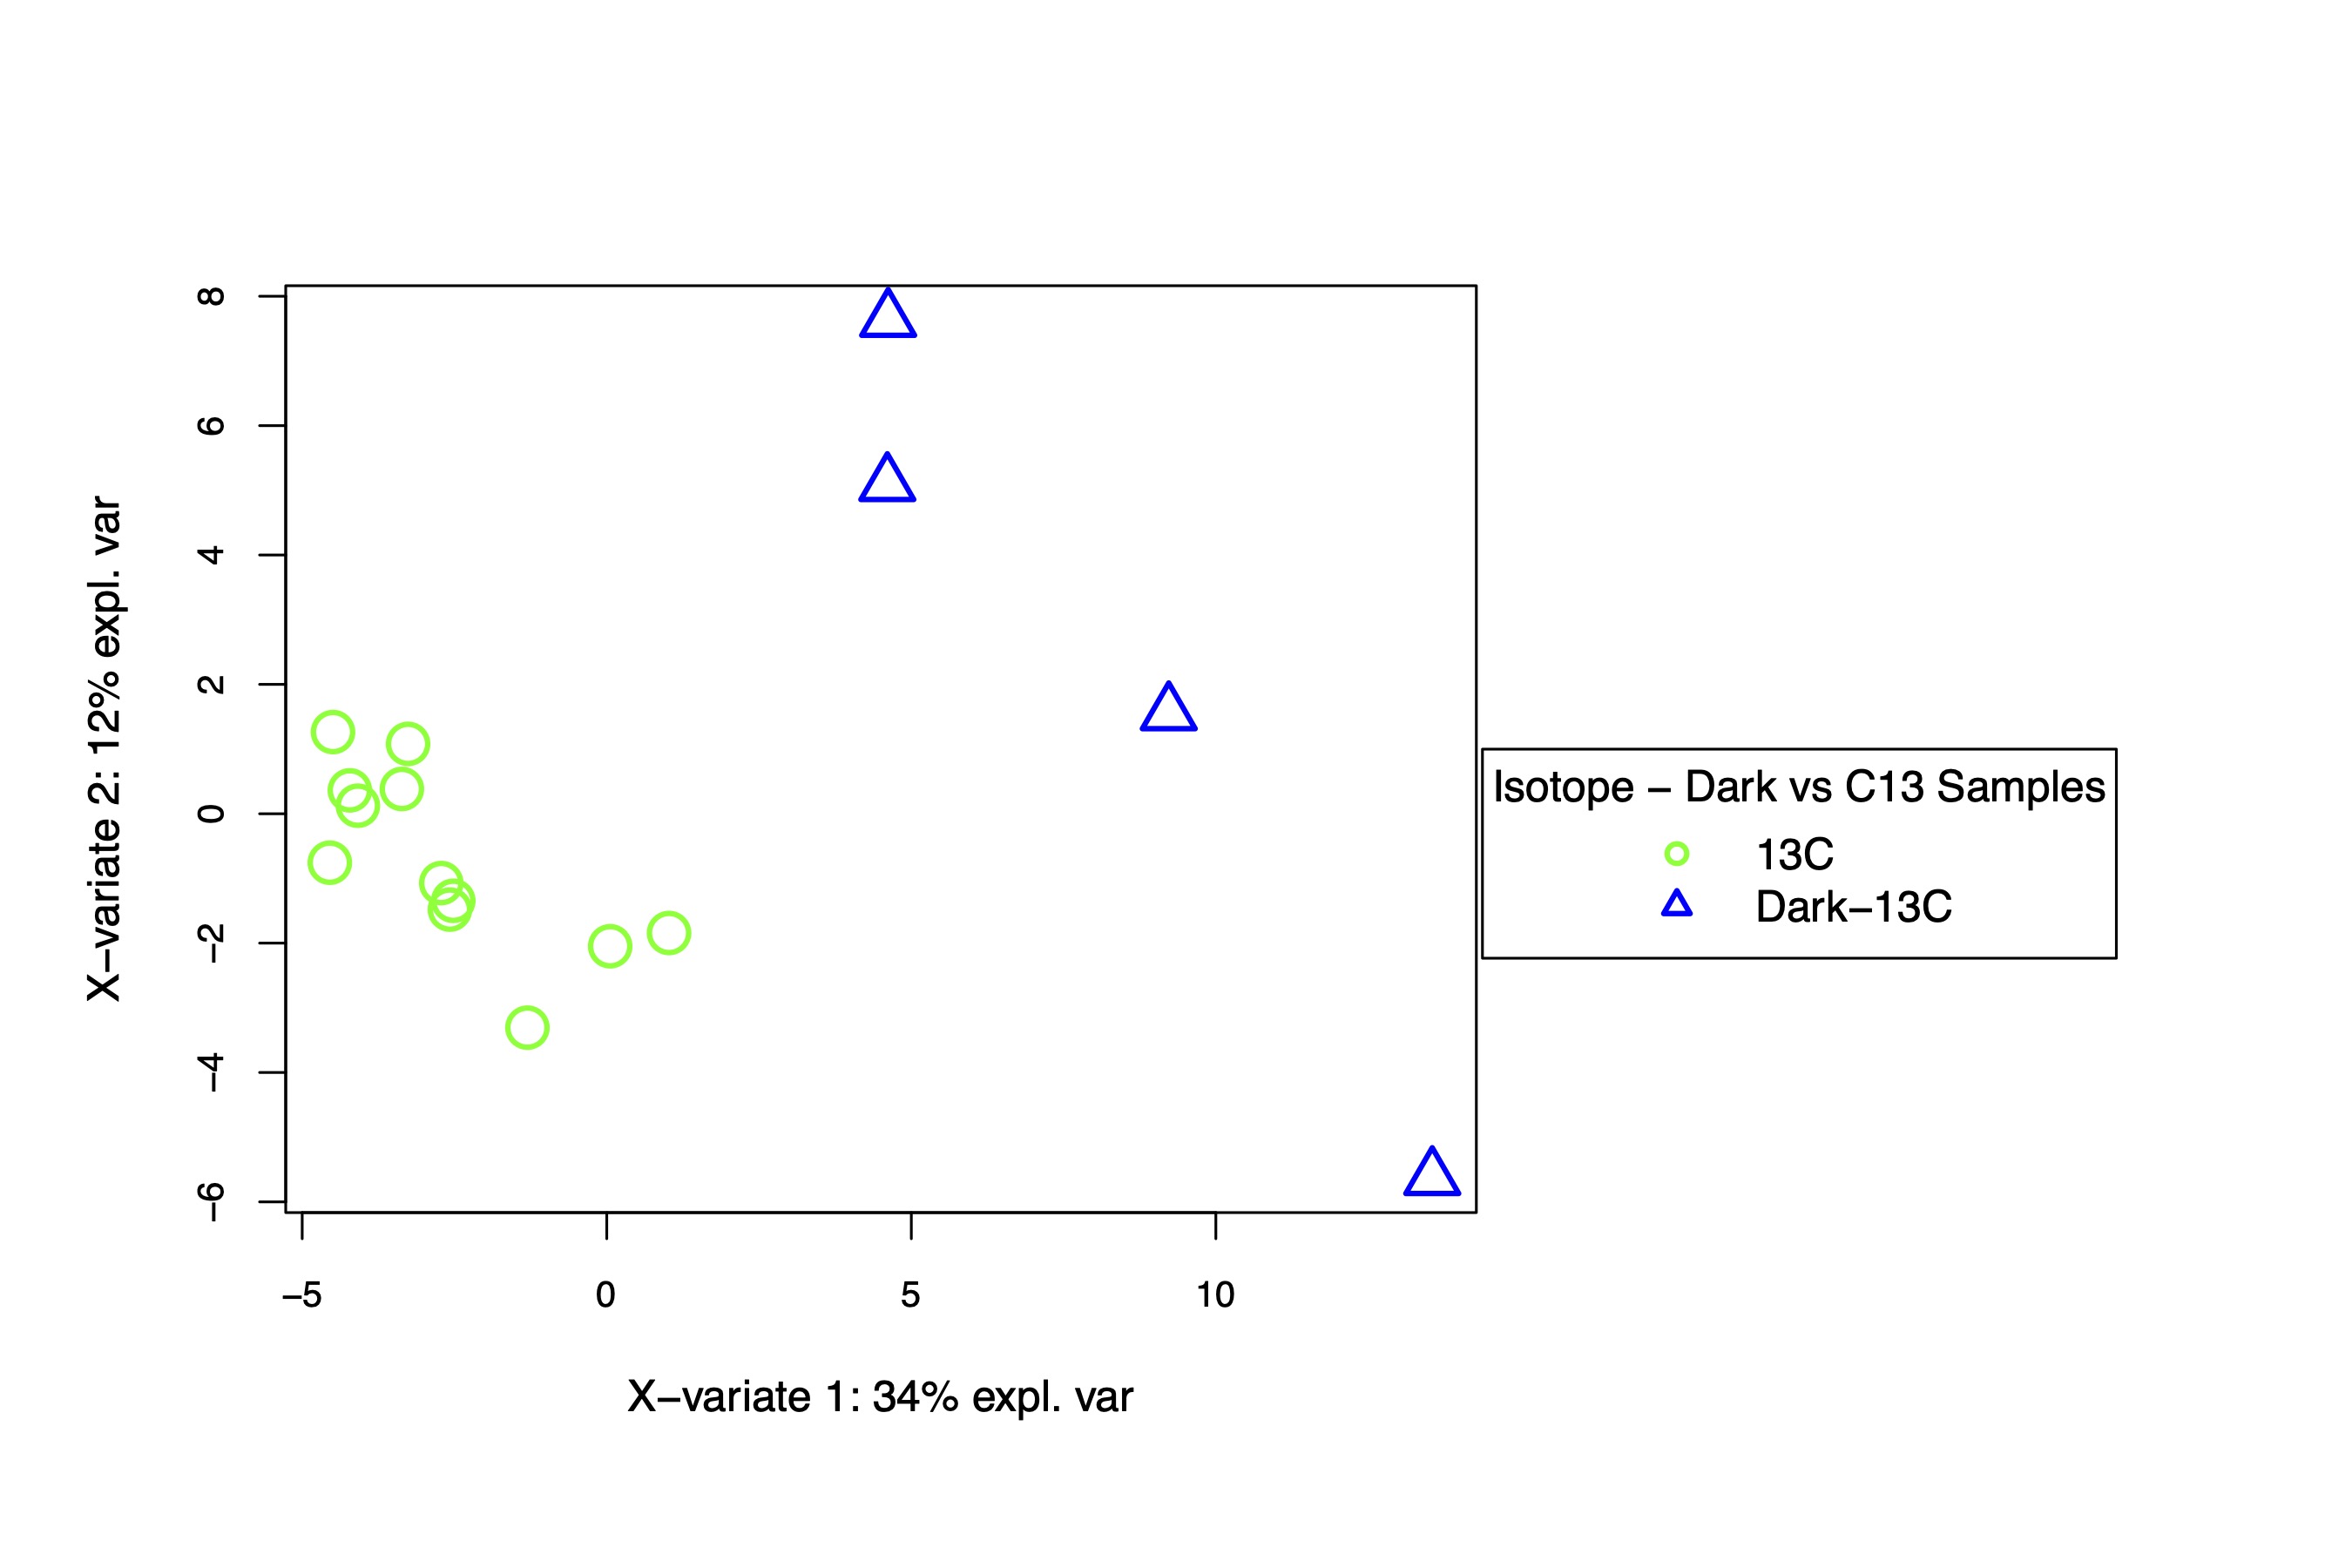 8
6
4
2
0
−2
−4
−6
X−variate 2: 12% expl. var
−5 0 5 10
X−variate 1: 34% expl. var
Isotope − Dark vs C13 Samples
13C
Dark−13C